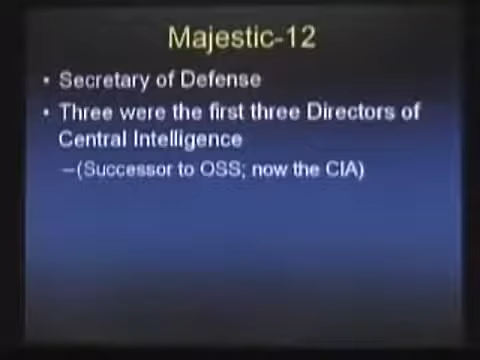 Majestic-12
• Secretary of Defense
• Three were the first three Directors of
Central Intelligence
–(Successor to OSS; now the CIA)